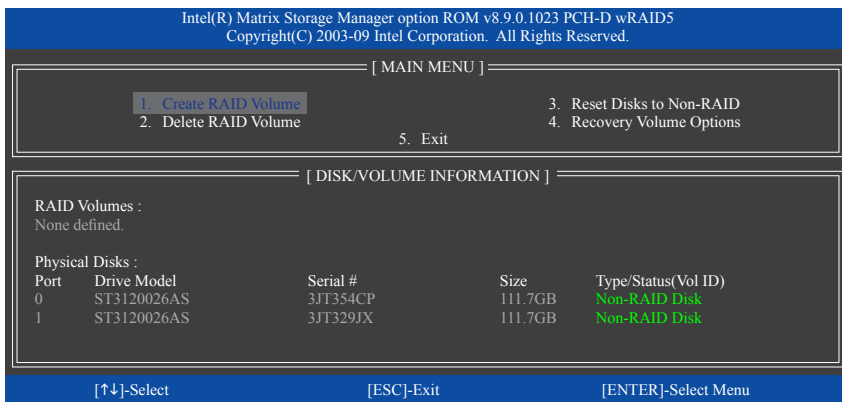 Intel(R) Matrix Storage Manager option ROM v8.9.0.1023 PCH-D wRAID5
Copyright(C) 2003-09 Intel Corporation.  All Rights Reserved.
[ MAIN MENU ]
1.  Create RAID Volume    3.  Reset Disks to Non-RAID
2.  Delete RAID Volume    4.  Recovery Volume Options
5.  Exit
[ DISK/VOLUME INFORMATION ]
RAID Volumes :
None defined.
Physical Disks :
Port    Drive Model    Serial #    Size    Type/Status(Vol ID)
0    ST3120026AS    3JT354CP    111.7GB    Non-RAID Disk
1    ST3120026AS    3JT329JX    111.7GB    Non-RAID Disk
[↑↓]-Select    [ESC]-Exit    [ENTER]-Select Menu